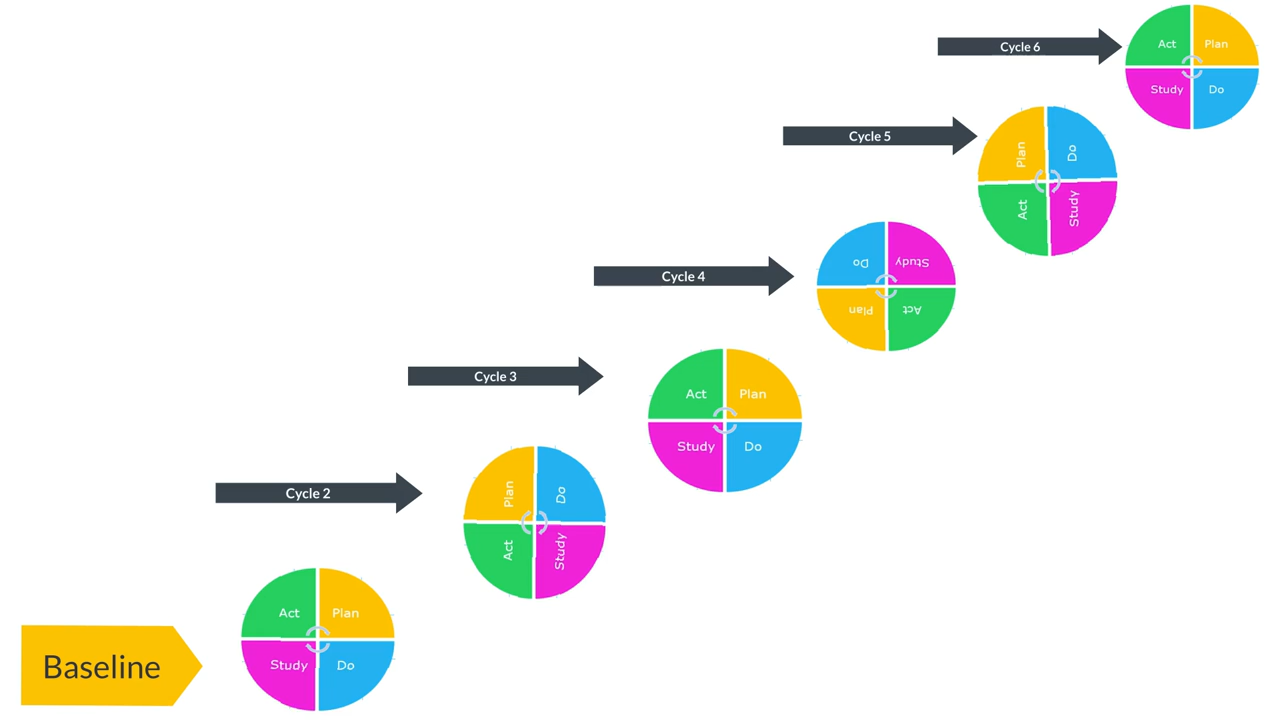 Cycle 6
Act Plan
Study Do
Cycle 5
Plan Do
Act Study
Cycle 4
Do Study
Plan Act
Cycle 3
Act Plan
Study Do
Cycle 2
Plan Do
Act Study
Act Plan
Study Do
Baseline